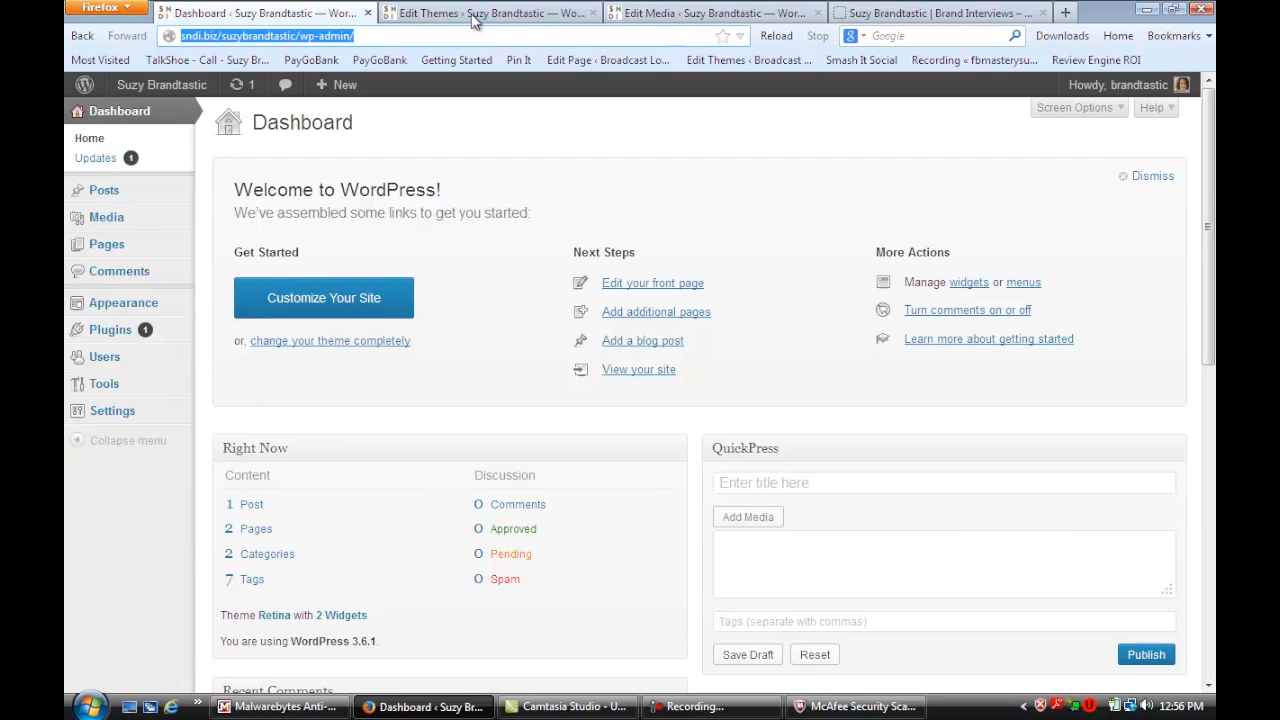 Firefox
Dashboard ‹ Suzy Brandtastic — Wor...
Edit Themes ‹ Suzy Brandtastic — Wo...
Edit Media ‹ Suzy Brandtastic — Wor...
Suzy Brandtastic | Brand Interviews – ...
Back
Forward
sndi.biz/suzybrandtastic/wp-admin/
Reload
Stop
Google
Downloads
Home
Bookmarks
Most Visited
TalkShoe - Call - Suzy Br...
PayGoBank
PayGoBank
Getting Started
Pin It
Edit Page ‹ Broadcast Lo...
Edit Themes ‹ Broadcast ...
Smash It Social
Recording « fbmasterysu...
Review Engine ROI
Suzy Brandtastic
1
New
Howdy, brandtastic
Dashboard
Home
Updates 1
Posts
Media
Pages
Comments
Appearance
Plugins 1
Users
Tools
Settings
Collapse menu
Screen Options
Help
Dashboard
Dismiss
Welcome to WordPress!
We've assembled some links to get you started:
Get Started
Customize Your Site
or, change your theme completely
Next Steps
Edit your front page
Add additional pages
Add a blog post
View your site
More Actions
Manage widgets or menus
Turn comments on or off
Learn more about getting started
Right Now
Content
Discussion
1 Post
0 Comments
2 Pages
0 Approved
2 Categories
0 Pending
7 Tags
0 Spam
Theme Retina with 2 Widgets
You are using WordPress 3.6.1.
Recent Comments
QuickPress
Enter title here
Add Media
Tags (separate with commas)
Save Draft
Reset
Publish
Malwarebytes Anti-...
Dashboard ‹ Suzy Br...
Camtasia Studio - U...
Recording...
McAfee Security Sca...
12:56 PM